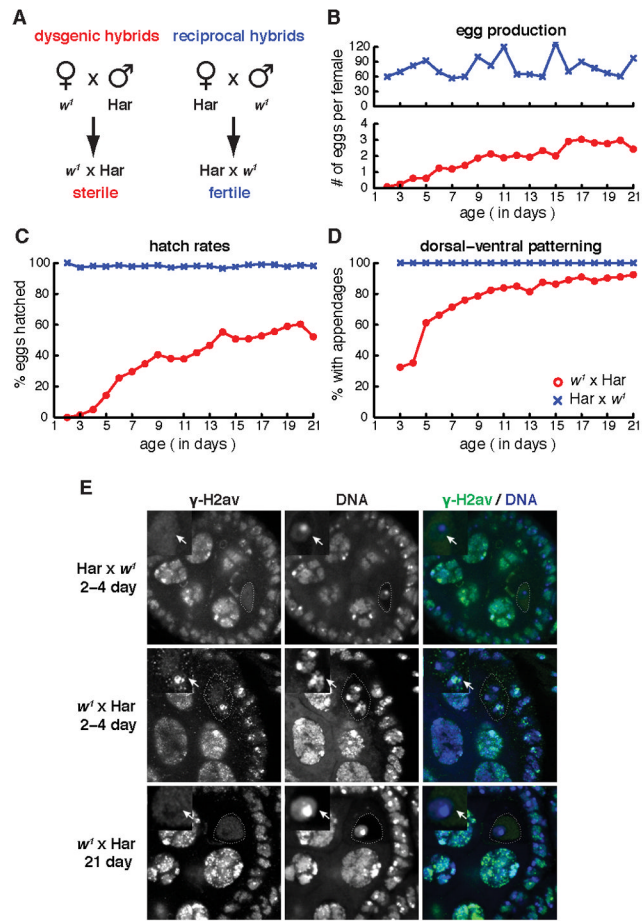 A
dysgenic hybrids
reciprocal hybrids
♀ x ♂
♀ x ♂
w¹ Har
Har w¹
w¹ x Har
Har x w¹
sterile
fertile
B
egg production
120
90
60
30
0
4
3
2
1
0
# of eggs per female
1 3 5 7 9 11 13 15 17 19 21
age ( in days )
C
hatch rates
100
80
60
40
20
0
% eggs hatched
1 3 5 7 9 11 13 15 17 19 21
age ( in days )
D
dorsal-ventral patterning
100
80
60
40
20
0
% with appendages
w¹ x Har
Har x w¹
1 3 5 7 9 11 13 15 17 19 21
age ( in days )
E
γ-H2av
DNA
γ-H2av / DNA
Har x w¹
2–4 day
w¹ x Har
2–4 day
w¹ x Har
21 day